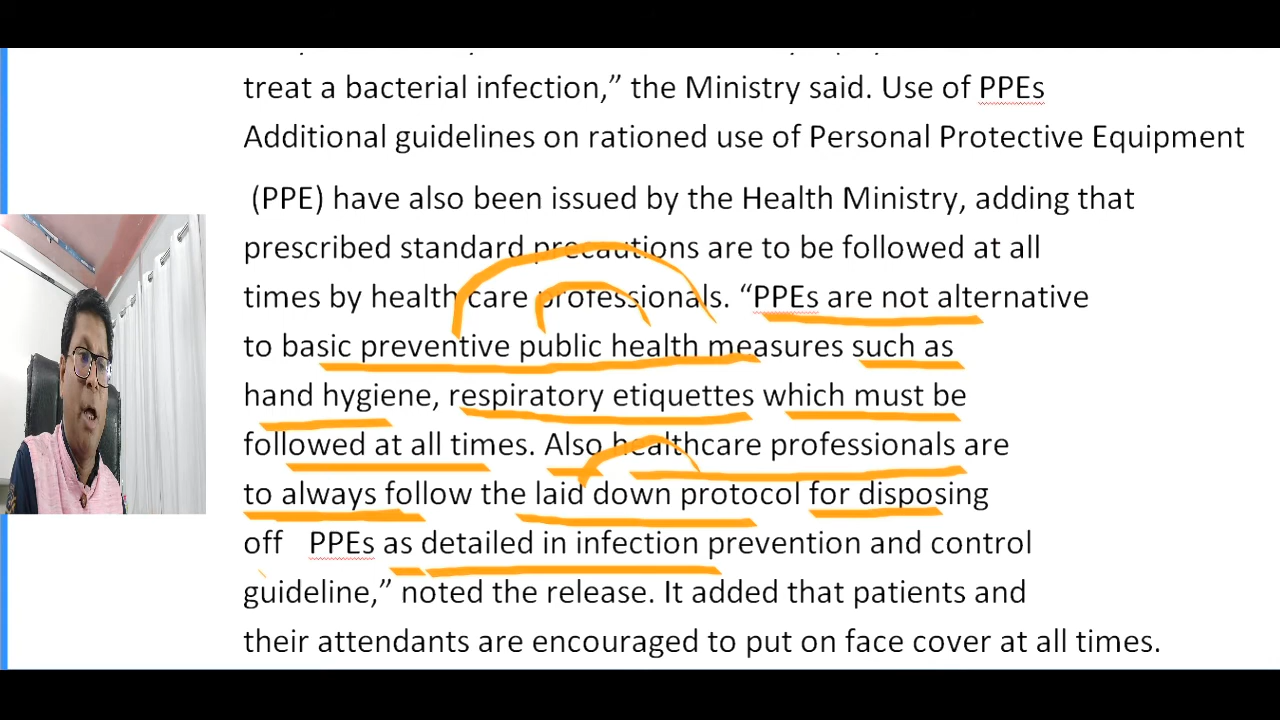 treat a bacterial infection,” the Ministry said. Use of PPEs
Additional guidelines on rationed use of Personal Protective Equipment
(PPE) have also been issued by the Health Ministry, adding that
prescribed standard precautions are to be followed at all
times by health care professionals. “PPEs are not alternative
to basic preventive public health measures such as
hand hygiene, respiratory etiquettes which must be
followed at all times. Also healthcare professionals are
to always follow the laid down protocol for disposing
off PPEs as detailed in infection prevention and control
guideline,” noted the release. It added that patients and
their attendants are encouraged to put on face cover at all times.